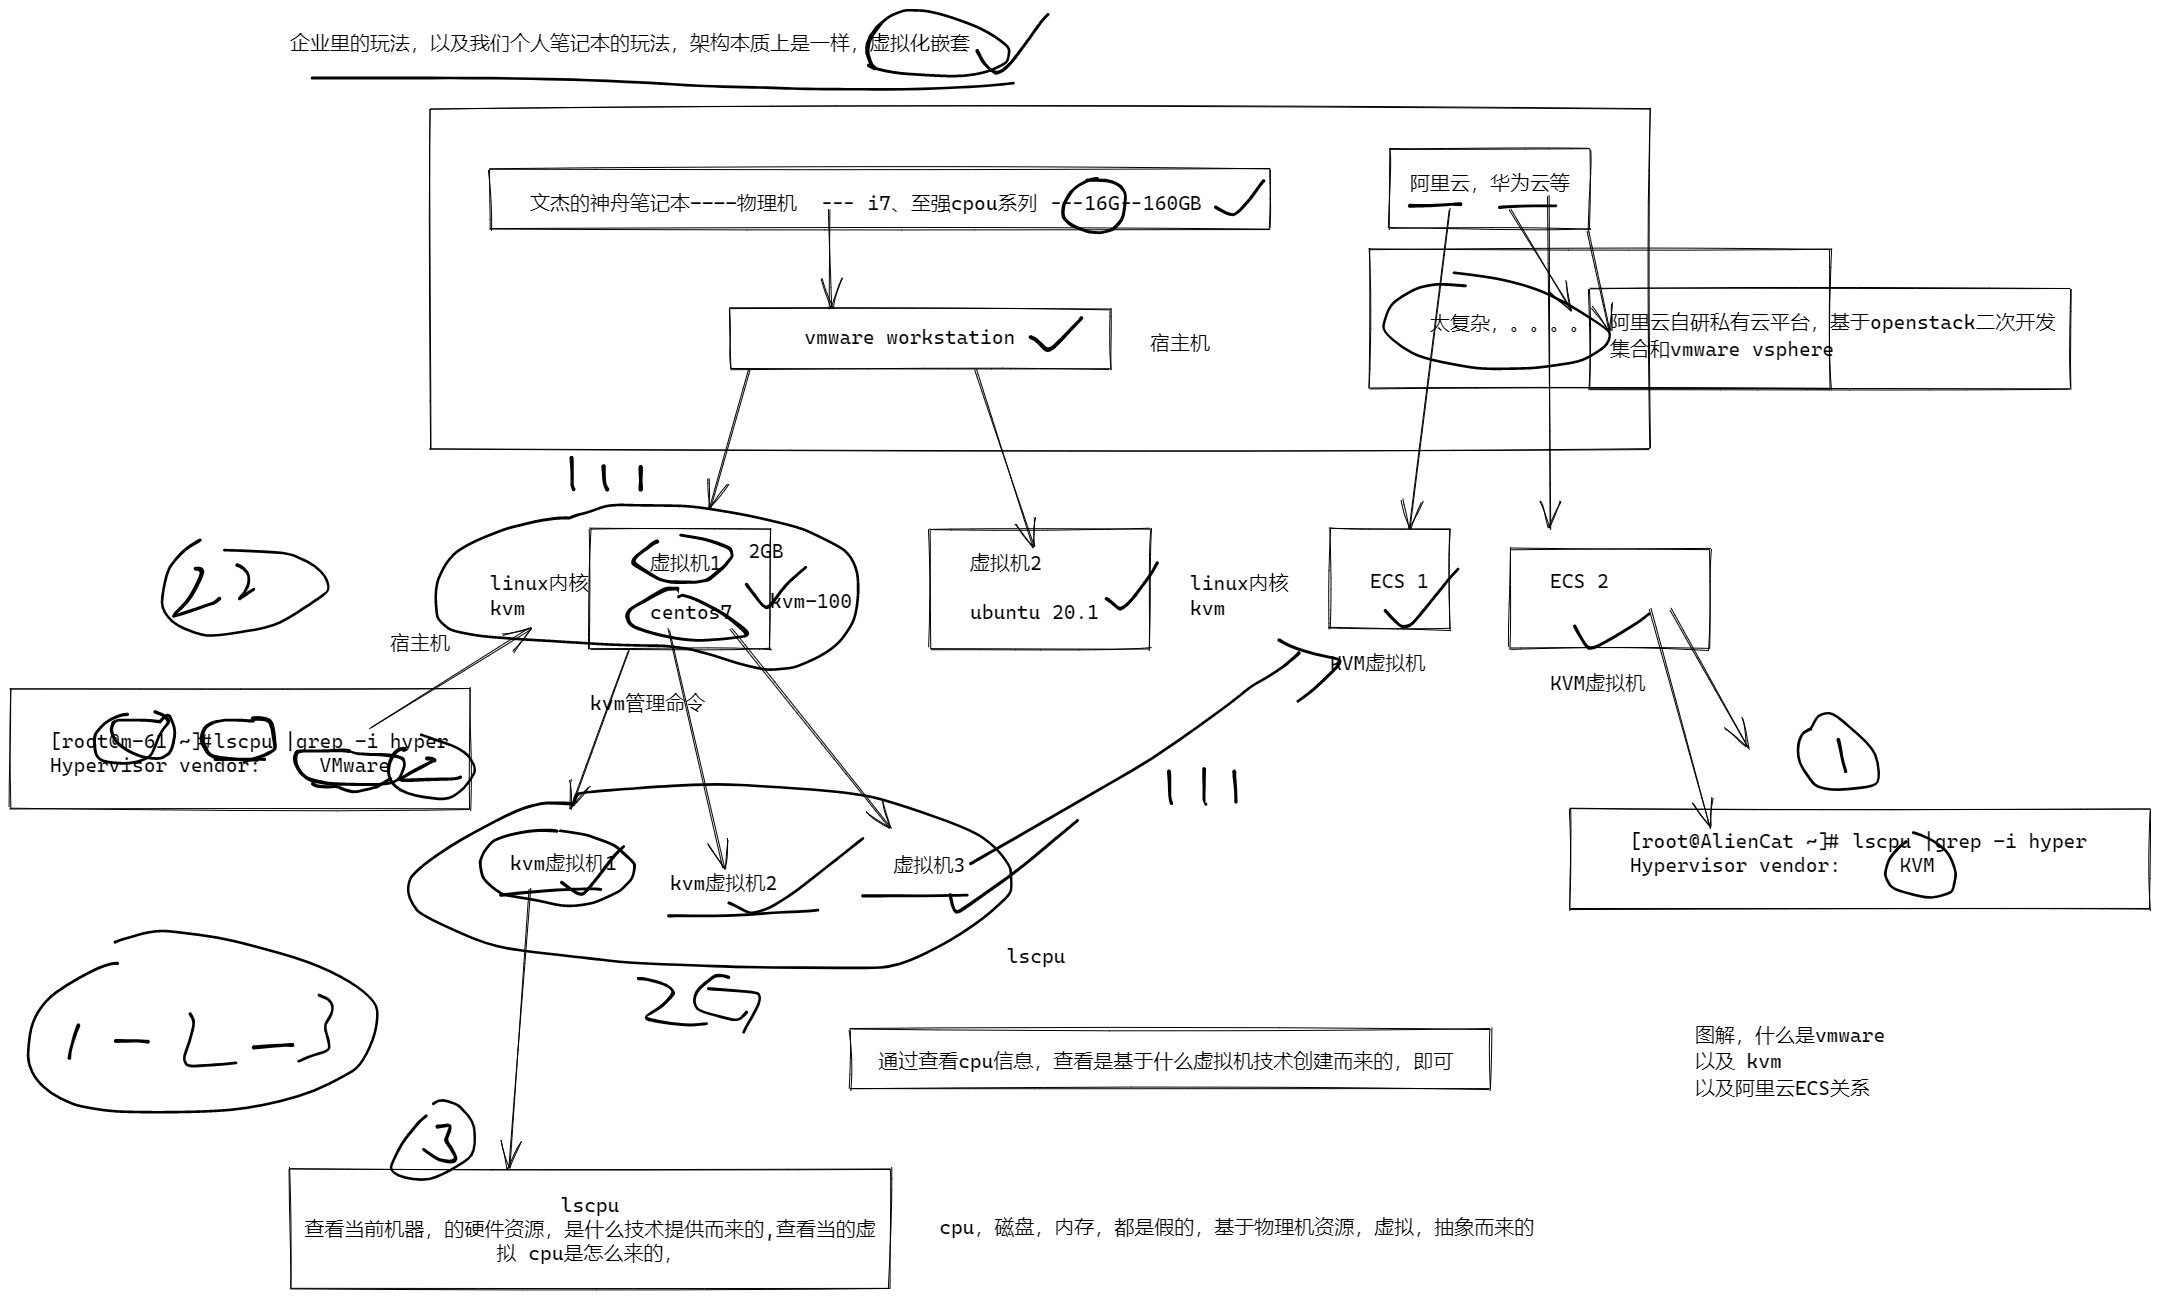 企业里的玩法，以及我们个人笔记本的玩法，架构本质上是一样，虚拟化嵌套
文杰的神舟笔记本----物理机  --- i7、至强cpou系列 ---16G--160GB
阿里云，华为云等
vmware workstation
宿主机
太复杂，。。。。
阿里云自研私有云平台，基于openstack二次开发
集合和vmware vsphere
111
22
linux内核
kvm
虚拟机1
2GB
centos7
kvm-100
虚拟机2
ubuntu 20.1
linux内核
kvm
ECS 1
ECS 2
宿主机
KVM虚拟机
KVM虚拟机
kvm管理命令
[root@m-61 ~]#lscpu |grep -i hyper
Hypervisor vendor:     VMware
2
111
1
kvm虚拟机1
kvm虚拟机2
虚拟机3
[root@AlienCat ~]# lscpu |grep -i hyper
Hypervisor vendor:     KVM
lscpu
2G
1-2-3
通过查看cpu信息，查看是基于什么虚拟机技术创建而来的，即可
图解，什么是vmware
以及 kvm
以及阿里云ECS关系
3
lscpu
查看当前机器，的硬件资源，是什么技术提供而来的,查看当的虚
拟 cpu是怎么来的，
cpu，磁盘，内存，都是假的，基于物理机资源，虚拟，抽象而来的